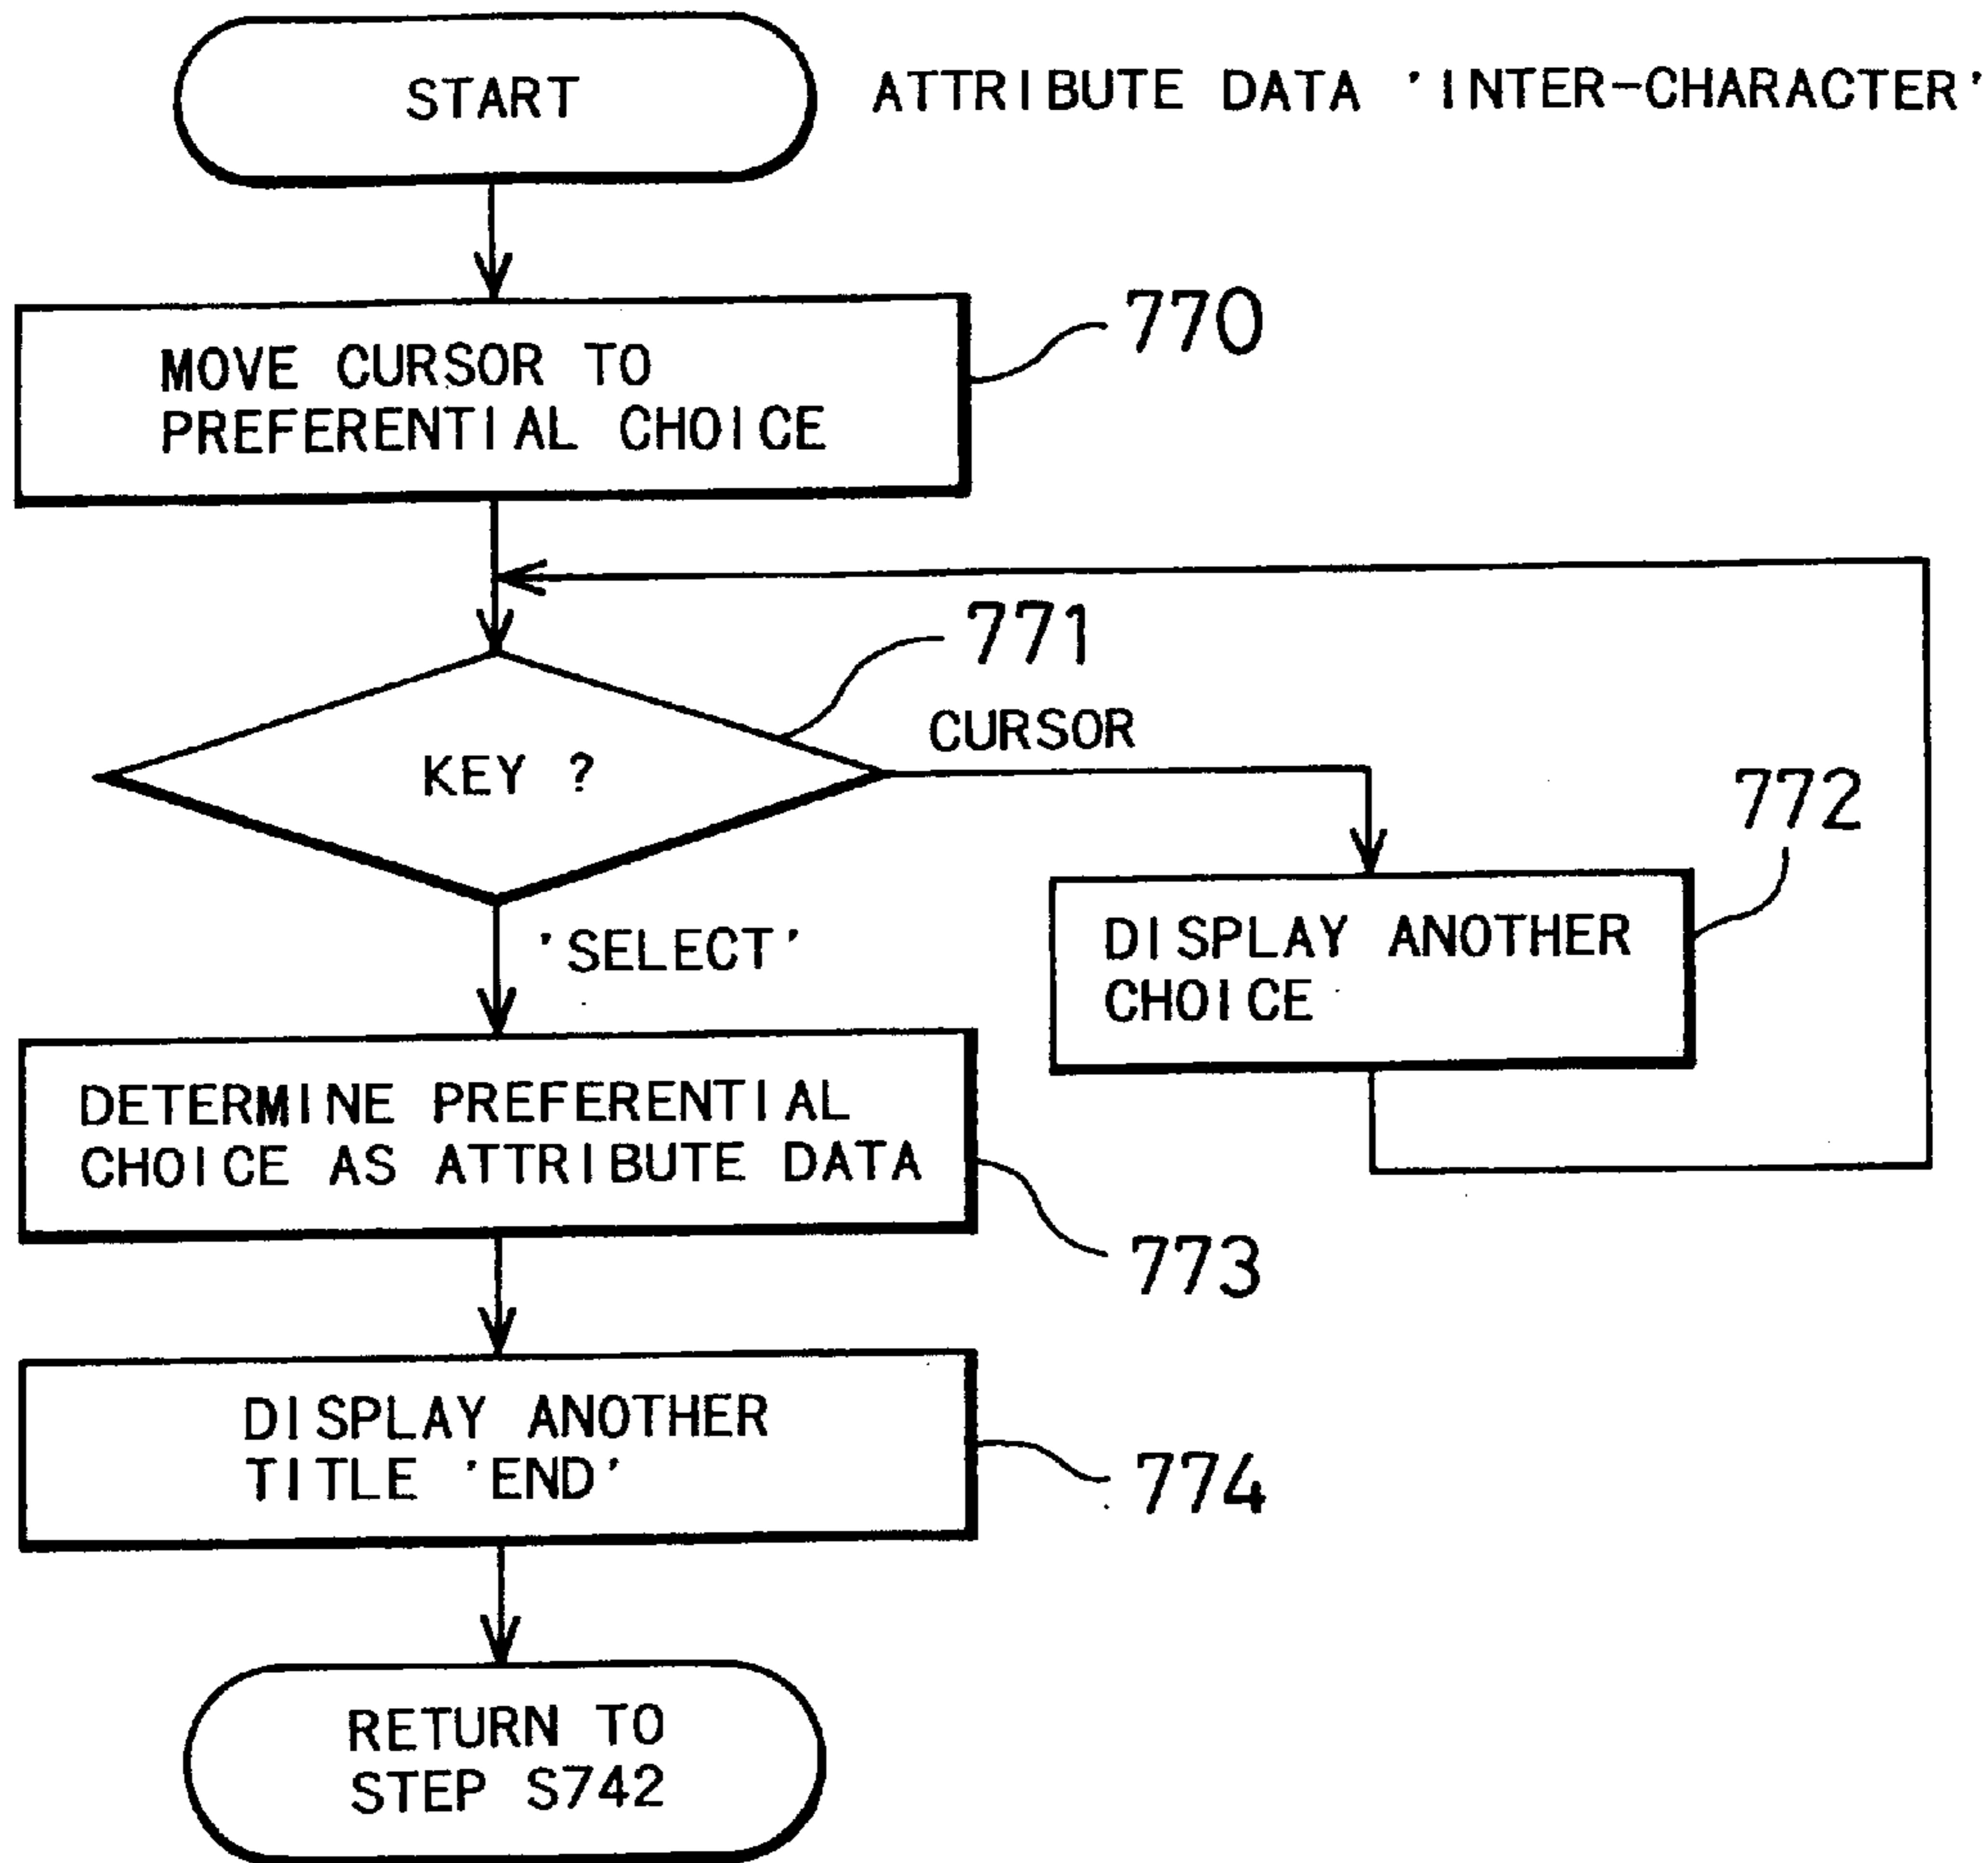 START
ATTRIBUTE DATA 'INTER-CHARACTER'
MOVE CURSOR TO
PREFERENTIAL CHOICE
770
771
KEY ?
CURSOR
772
'SELECT'
DISPLAY ANOTHER
CHOICE
DETERMINE PREFERENTIAL
CHOICE AS ATTRIBUTE DATA
773
DISPLAY ANOTHER
TITLE 'END'
774
RETURN TO
STEP S742